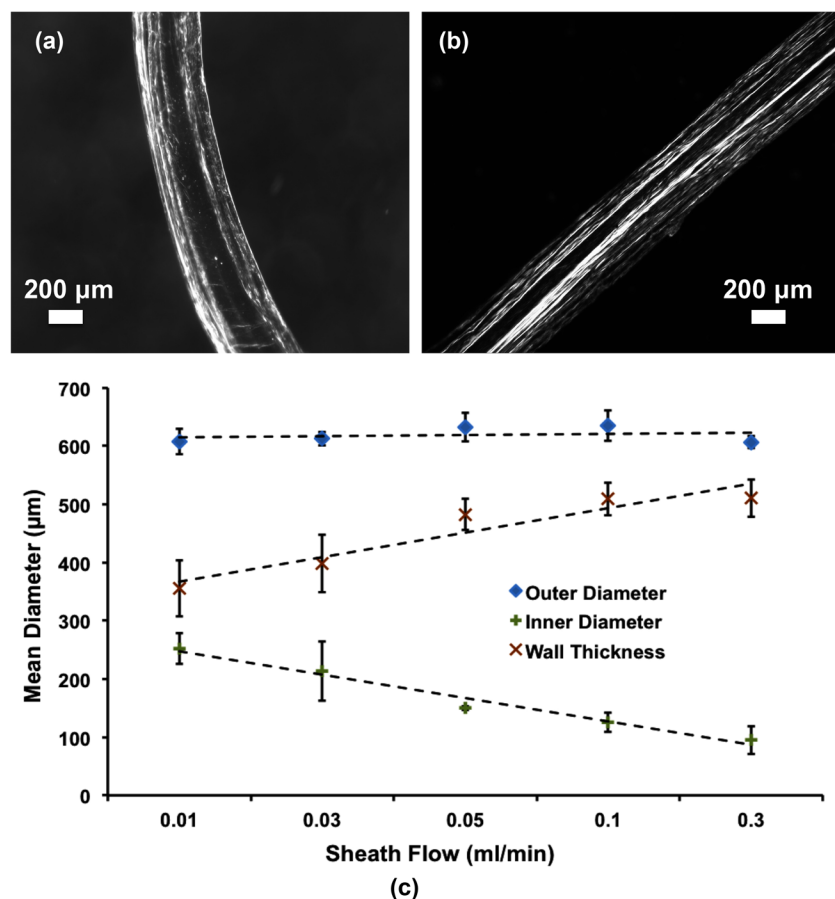 (a)
(b)
200 µm
200 µm
700
600
500
400
300
200
100
0
Mean Diameter (µm)
Outer Diameter
Inner Diameter
Wall Thickness
0.01 0.03 0.05 0.1 0.3
Sheath Flow (ml/min)
(c)